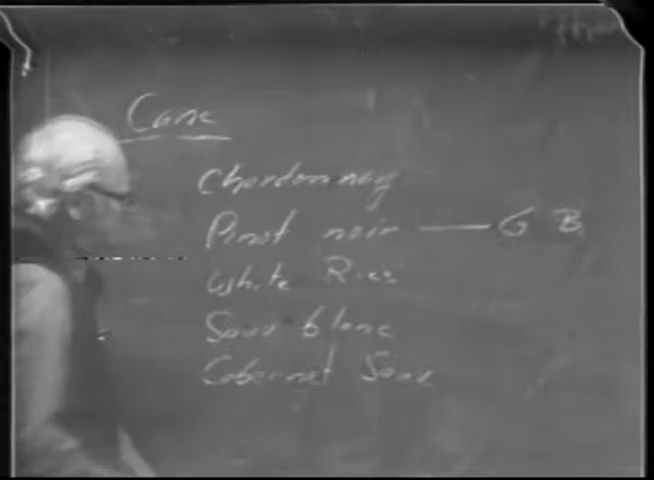 Cane
Chardonnay
Pinot noir — G B.
White Ries
Sauv blanc
Cabernet Sauv